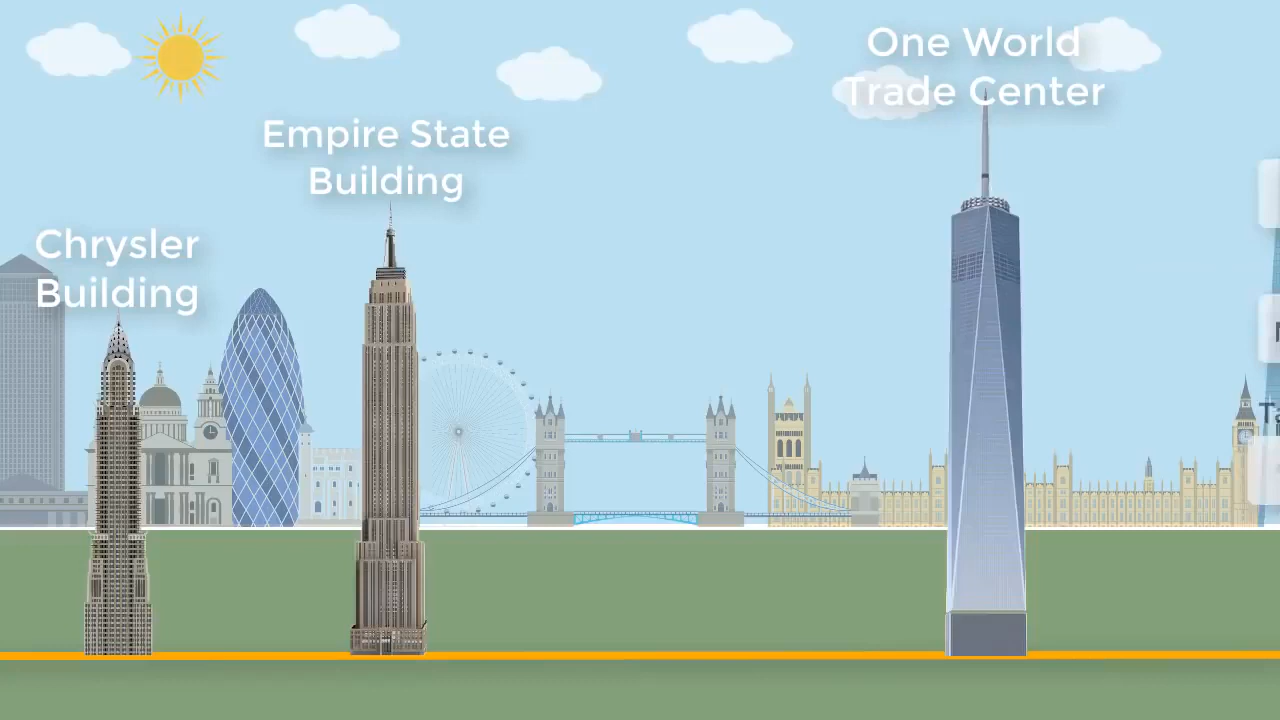 One World
Trade Center
Empire State
Building
Chrysler
Building